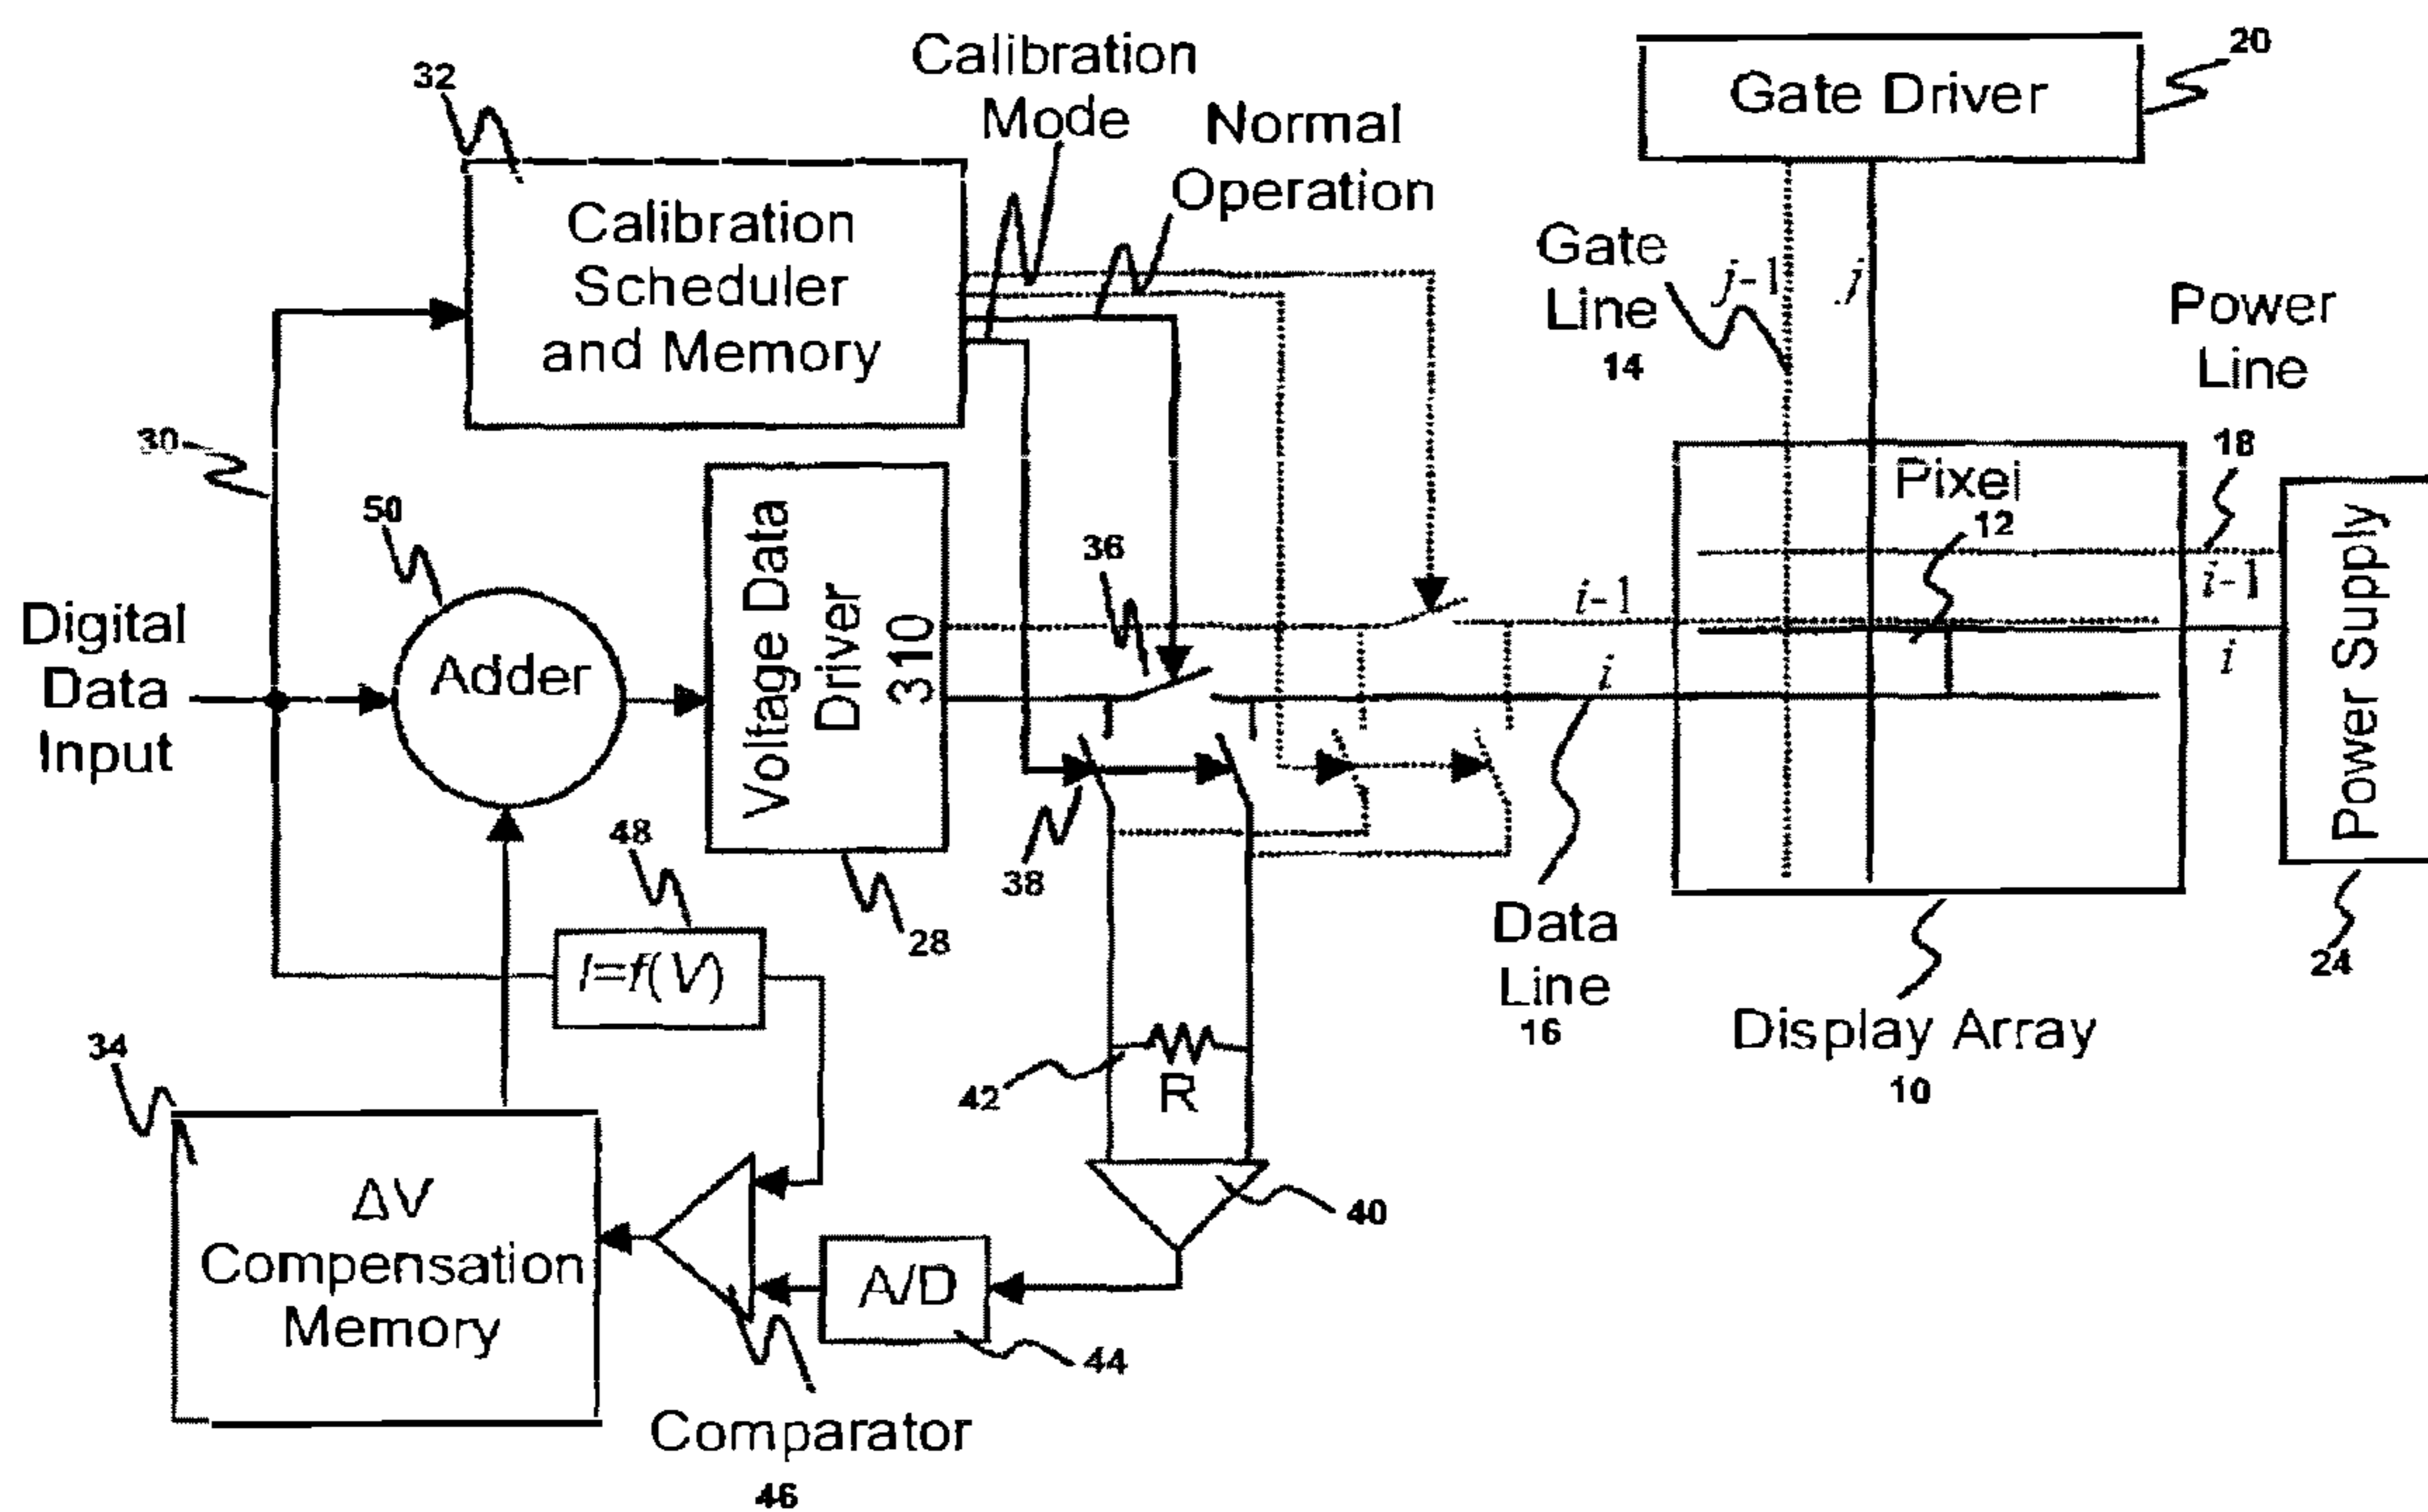 32
Calibration
Mode
Normal
Operation
Gate Driver
20
Calibration
Scheduler
and Memory
Gate
Line
14
j-1
j
Power
Line
18
30
50
Adder
Digital
Data
Input
Voltage Data
Driver
310
28
36
38
i-1
i
Pixel
12
i-1
i
Power Supply
24
48
I=f(V)
Data
Line
16
Display Array
10
34
ΔV
Compensation
Memory
42
R
40
A/D
44
Comparator
46